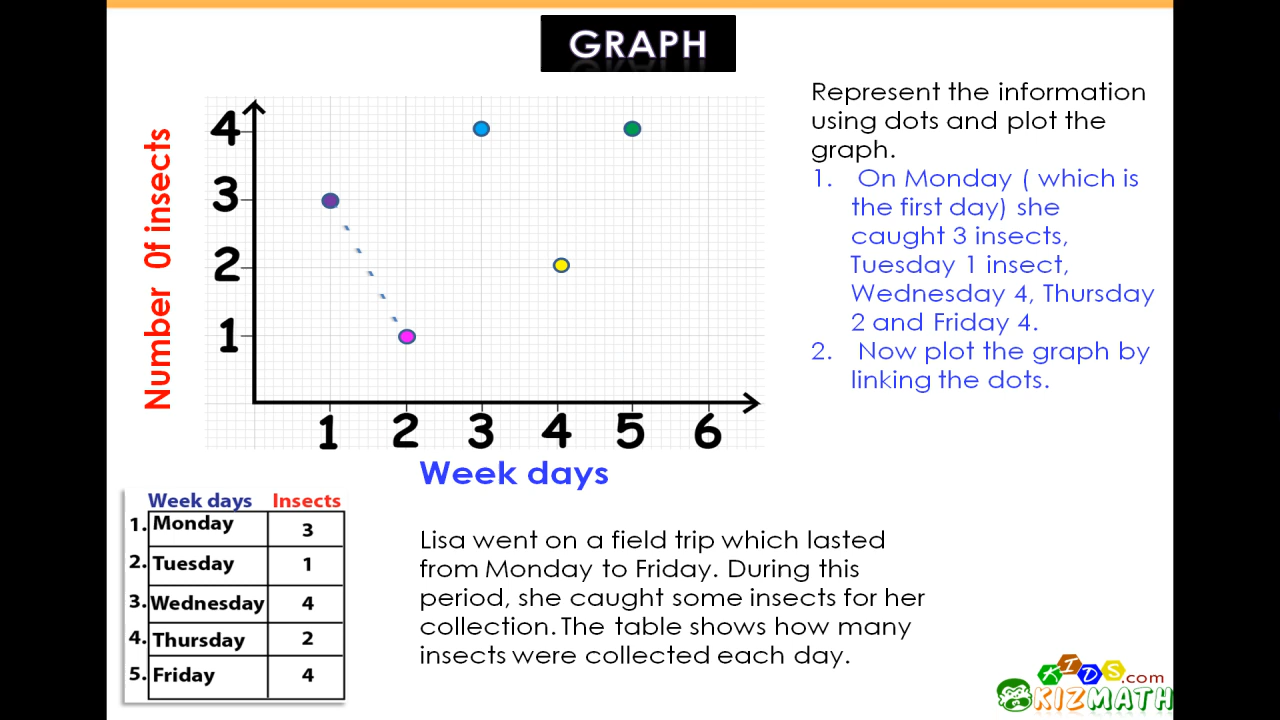 GRAPH
Number 0f insects
4
3
2
1
1 2 3 4 5 6
Week days
Represent the information
using dots and plot the
graph.
1. On Monday ( which is
the first day) she
caught 3 insects,
Tuesday 1 insect,
Wednesday 4, Thursday
2 and Friday 4.
2. Now plot the graph by
linking the dots.
Week days Insects
1. Monday 3
2. Tuesday 1
3. Wednesday 4
4. Thursday 2
5. Friday 4
Lisa went on a field trip which lasted
from Monday to Friday. During this
period, she caught some insects for her
collection. The table shows how many
insects were collected each day.
KIDS.com
KIZMATH